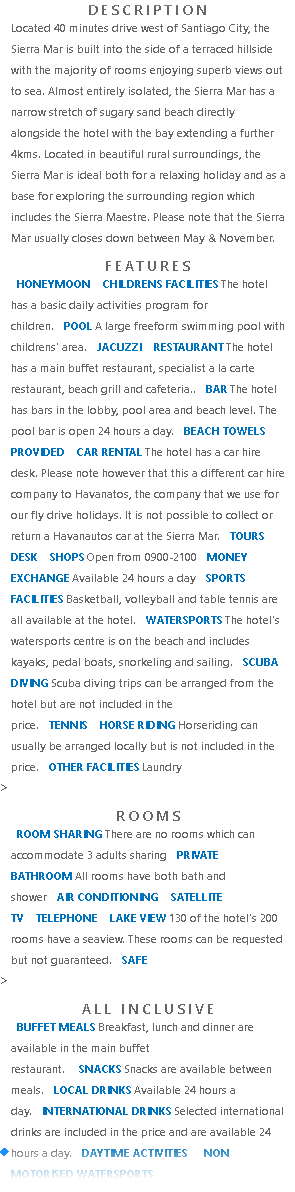 DESCRIPTION
Located 40 minutes drive west of Santiago City, the
Sierra Mar is built into the side of a terraced hillside
with the majority of rooms enjoying superb views out
to sea. Almost entirely isolated, the Sierra Mar has a
narrow stretch of sugary sand beach directly
alongside the hotel with the bay extending a further
4kms. Located in beautiful rural surroundings, the
Sierra Mar is ideal both for a relaxing holiday and as a
base for exploring the surrounding region which
includes the Sierra Maestre. Please note that the Sierra
Mar usually closes down between May & November.
FEATURES
HONEYMOON CHILDRENS FACILITIES The hotel
has a basic daily activities program for
children. POOL A large freeform swimming pool with
childrens' area. JACUZZI RESTAURANT The hotel
has a main buffet restaurant, specialist a la carte
restaurant, beach grill and cafeteria.. BAR The hotel
has bars in the lobby, pool area and beach level. The
pool bar is open 24 hours a day. BEACH TOWELS
PROVIDED CAR RENTAL The hotel has a car hire
desk. Please note however that this a different car hire
company to Havanatos, the company that we use for
our fly drive holidays. It is not possible to collect or
return a Havanautos car at the Sierra Mar. TOURS
DESK SHOPS Open from 0900-2100 MONEY
EXCHANGE Available 24 hours a day SPORTS
FACILITIES Basketball, volleyball and table tennis are
all available at the hotel. WATERSPORTS The hotel's
watersports centre is on the beach and includes
kayaks, pedal boats, snorkeling and sailing. SCUBA
DIVING Scuba diving trips can be arranged from the
hotel but are not included in the
price. TENNIS HORSE RIDING Horseriding can
usually be arranged locally but is not included in the
price. OTHER FACILITIES Laundry
>
ROOMS
ROOM SHARING There are no rooms which can
accommodate 3 adults sharing PRIVATE
BATHROOM All rooms have both bath and
shower AIR CONDITIONING SATELLITE
TV TELEPHONE LAKE VIEW 130 of the hotel's 200
rooms have a seaview. These rooms can be requested
but not guaranteed. SAFE
>
ALL INCLUSIVE
BUFFET MEALS Breakfast, lunch and dinner are
available in the main buffet
restaurant. SNACKS Snacks are available between
meals. LOCAL DRINKS Available 24 hours a
day. INTERNATIONAL DRINKS Selected international
drinks are included in the price and are available 24
hours a day. DAYTIME ACTIVITIES NON
MOTORISED WATERSPORTS